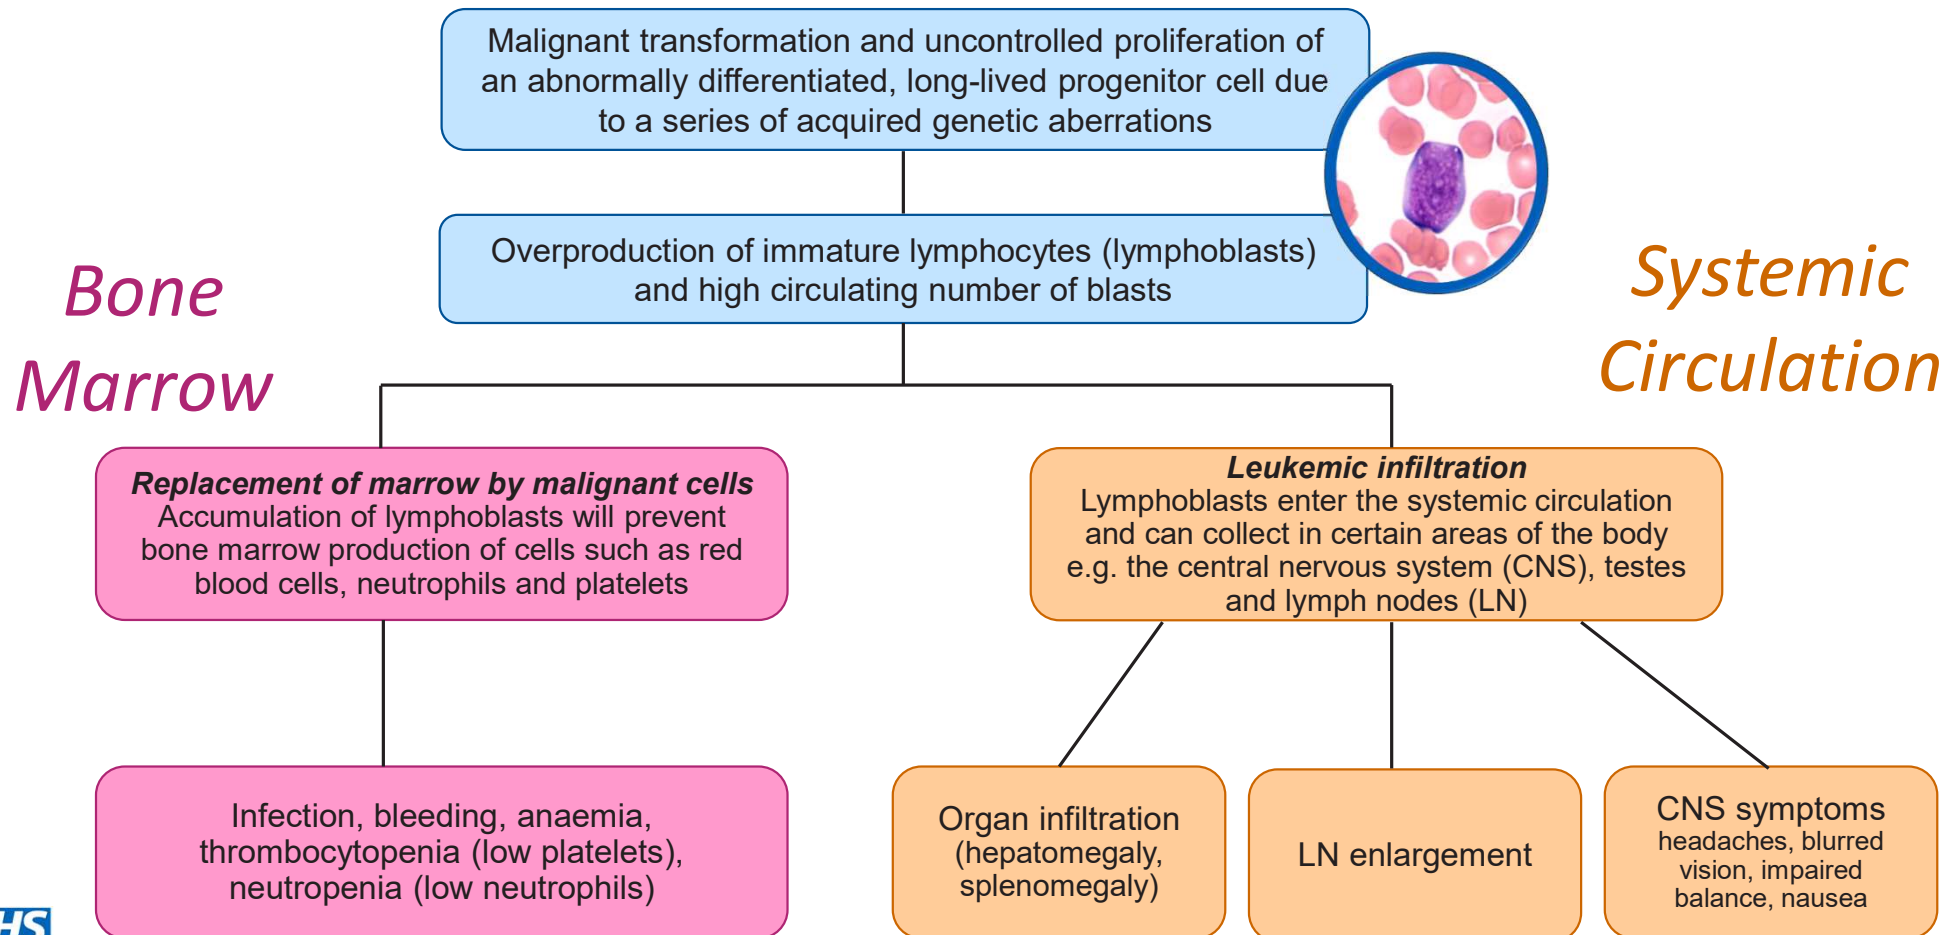 Malignant transformation and uncontrolled proliferation of
an abnormally differentiated, long-lived progenitor cell due
to a series of acquired genetic aberrations
Overproduction of immature lymphocytes (lymphoblasts)
and high circulating number of blasts
Bone
Marrow
Systemic
Circulation
Replacement of marrow by malignant cells
Accumulation of lymphoblasts will prevent
bone marrow production of cells such as red
blood cells, neutrophils and platelets
Leukemic infiltration
Lymphoblasts enter the systemic circulation
and can collect in certain areas of the body
e.g. the central nervous system (CNS), testes
and lymph nodes (LN)
Infection, bleeding, anaemia,
thrombocytopenia (low platelets),
neutropenia (low neutrophils)
Organ infiltration
(hepatomegaly,
splenomegaly)
LN enlargement
CNS symptoms
headaches, blurred
vision, impaired
balance, nausea
HS